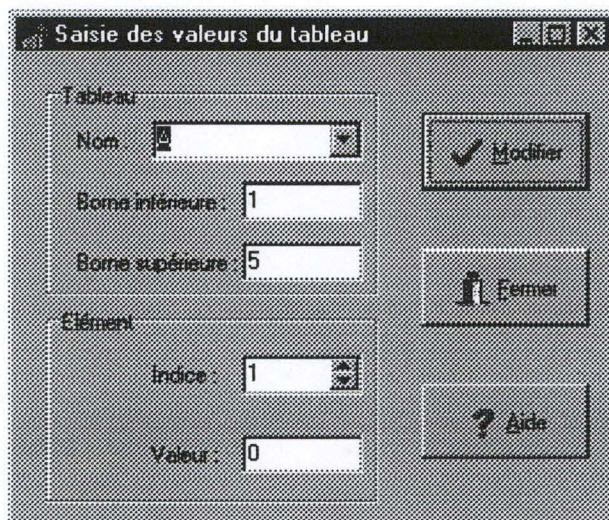 Saisie des valeurs du tableau
Tableau
Nom A
Borne intérieure : 1
Borne supérieure : 5
Elément
Indice : 1
Valeur : 0
Modifier
Fermer
Aide